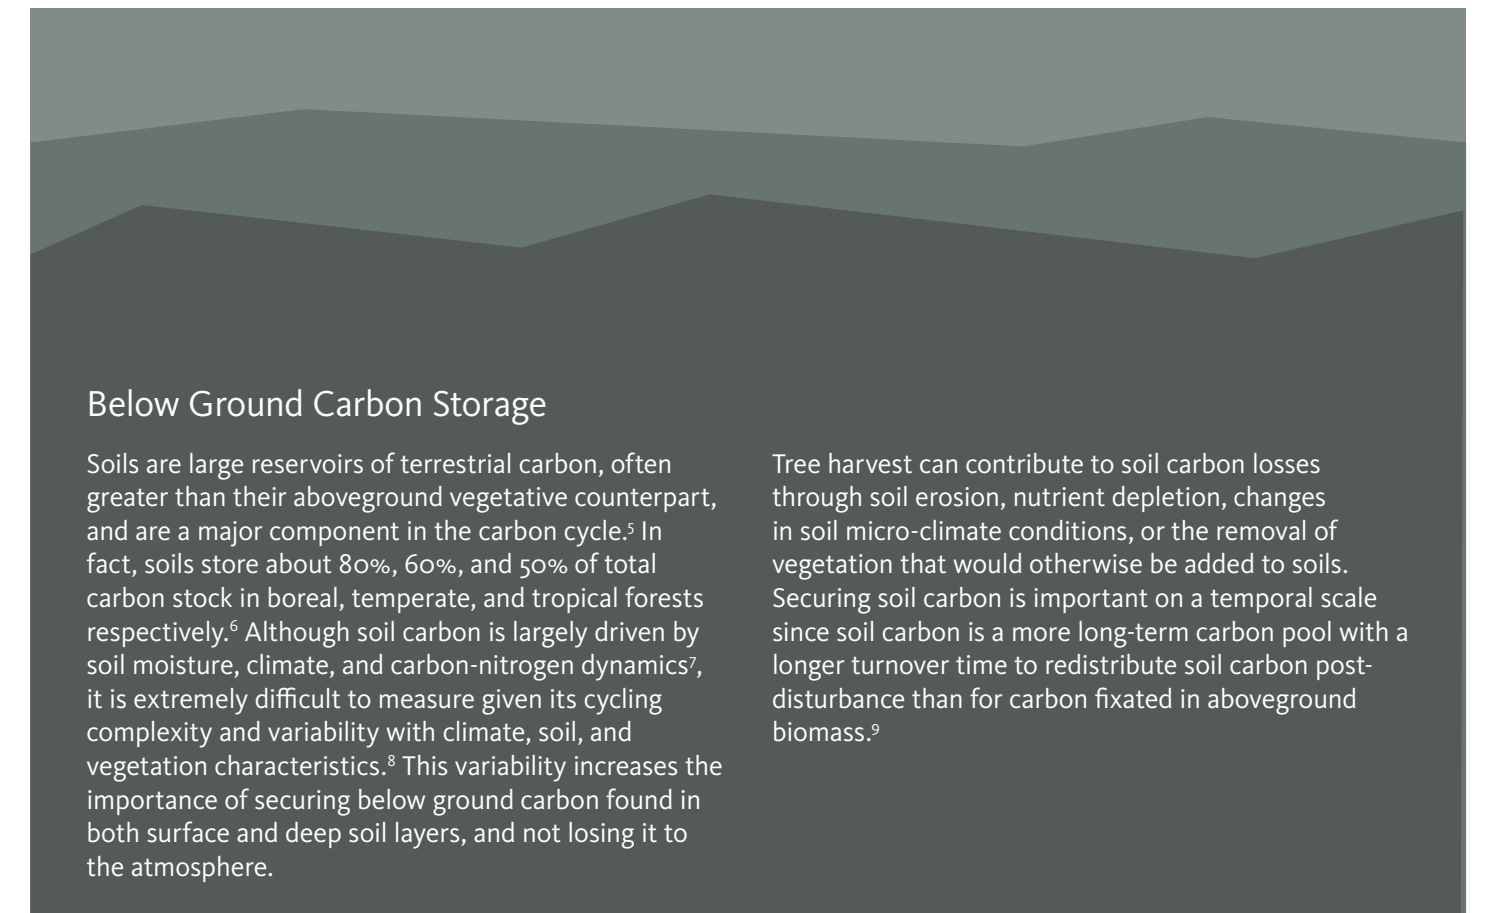 Below Ground Carbon Storage
Soils are large reservoirs of terrestrial carbon, often
greater than their aboveground vegetative counterpart,
and are a major component in the carbon cycle.5 In
fact, soils store about 80%, 60%, and 50% of total
carbon stock in boreal, temperate, and tropical forests
respectively.6 Although soil carbon is largely driven by
soil moisture, climate, and carbon-nitrogen dynamics7,
it is extremely difficult to measure given its cycling
complexity and variability with climate, soil, and
vegetation characteristics.8 This variability increases the
importance of securing below ground carbon found in
both surface and deep soil layers, and not losing it to
the atmosphere.
Tree harvest can contribute to soil carbon losses
through soil erosion, nutrient depletion, changes
in soil micro-climate conditions, or the removal of
vegetation that would otherwise be added to soils.
Securing soil carbon is important on a temporal scale
since soil carbon is a more long-term carbon pool with a
longer turnover time to redistribute soil carbon post-
disturbance than for carbon fixated in aboveground
biomass.9